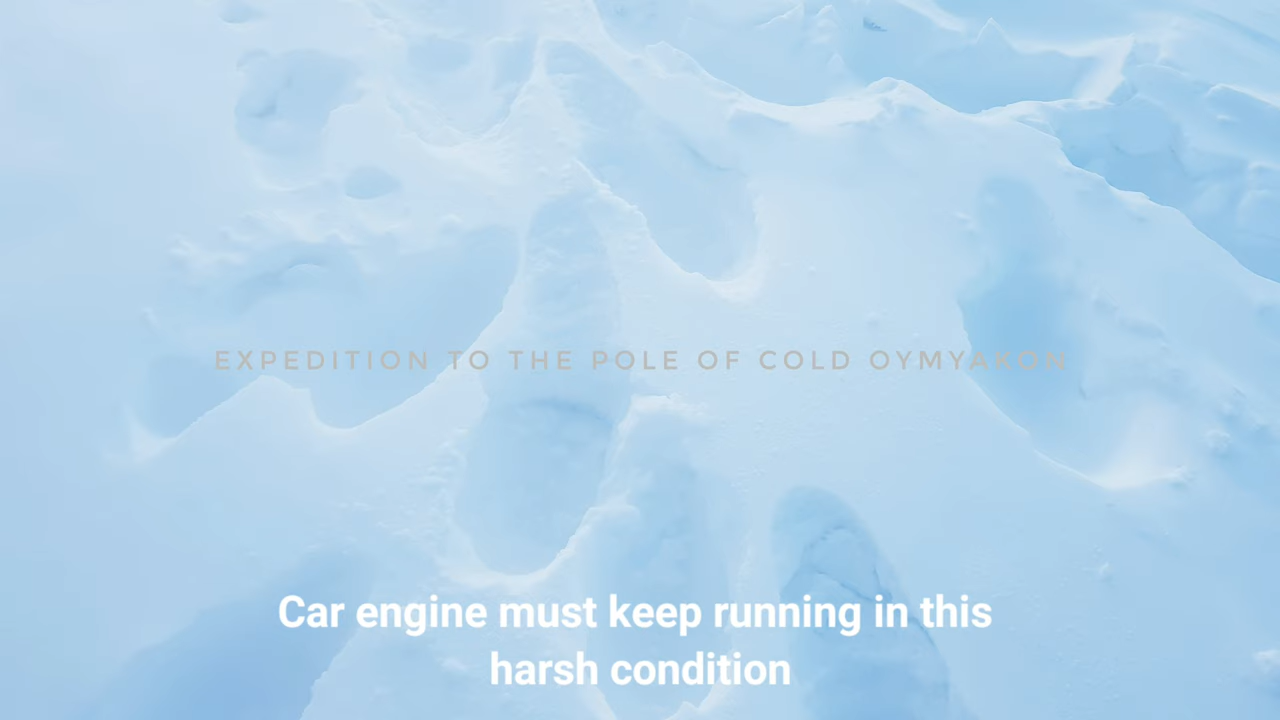 EXPEDITION TO THE POLE OF COLD OYMYAKON
Car engine must keep running in this
harsh condition